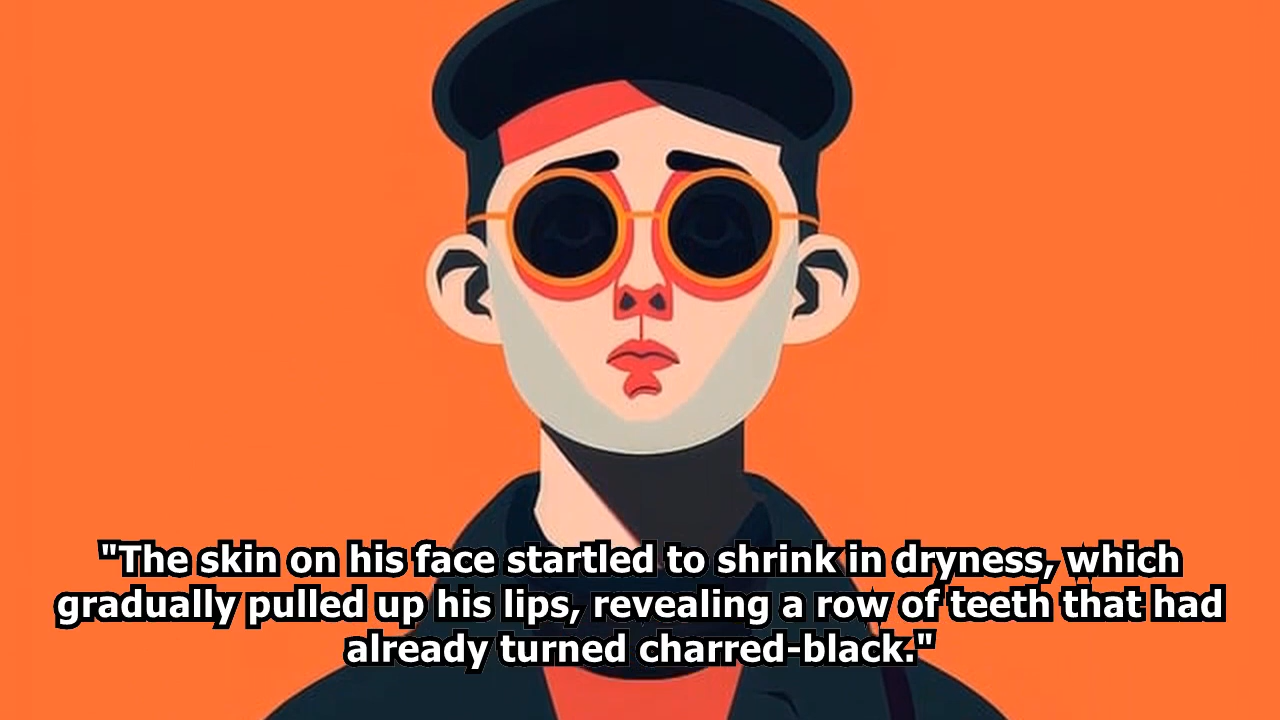 "The skin on his face startled to shrink in dryness, which
gradually pulled up his lips, revealing a row of teeth that had
already turned charred-black."